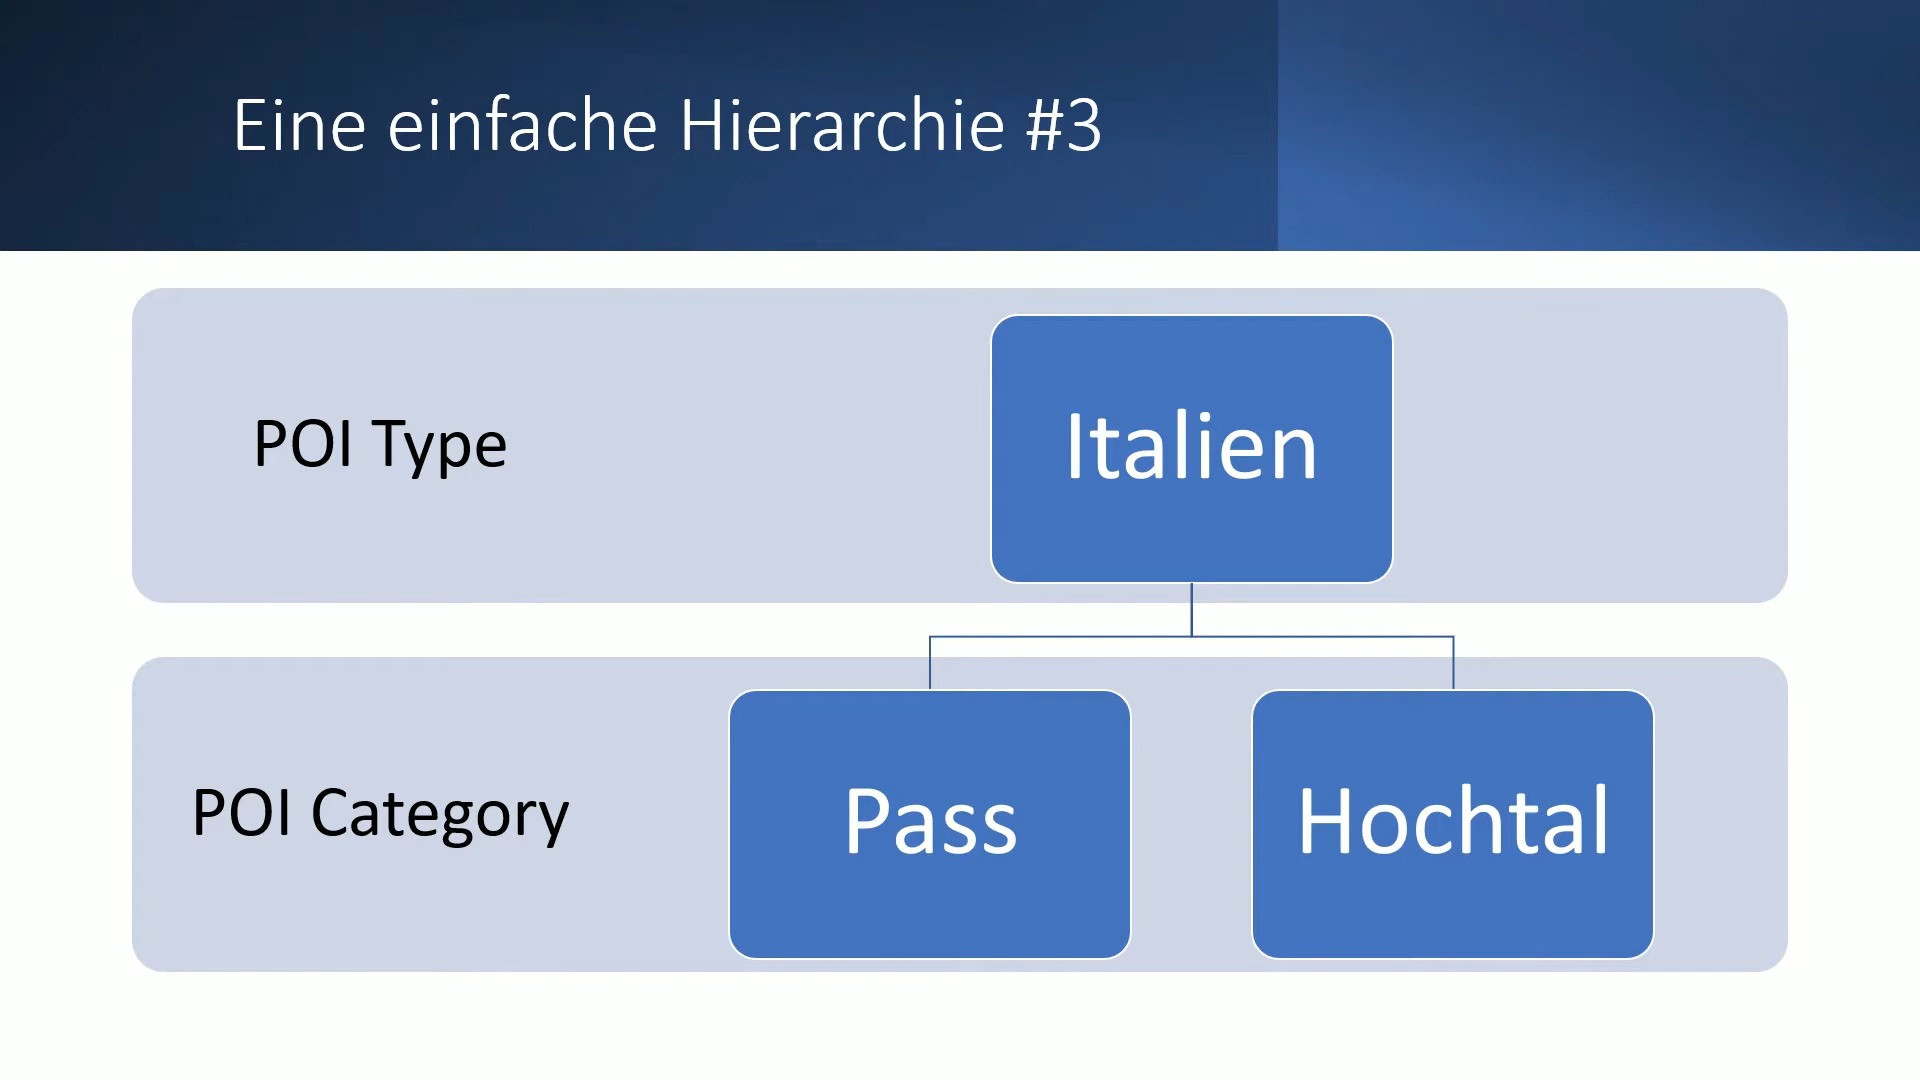 Eine einfache Hierarchie #3
POI Type
Italien
POI Category
Pass
Hochtal